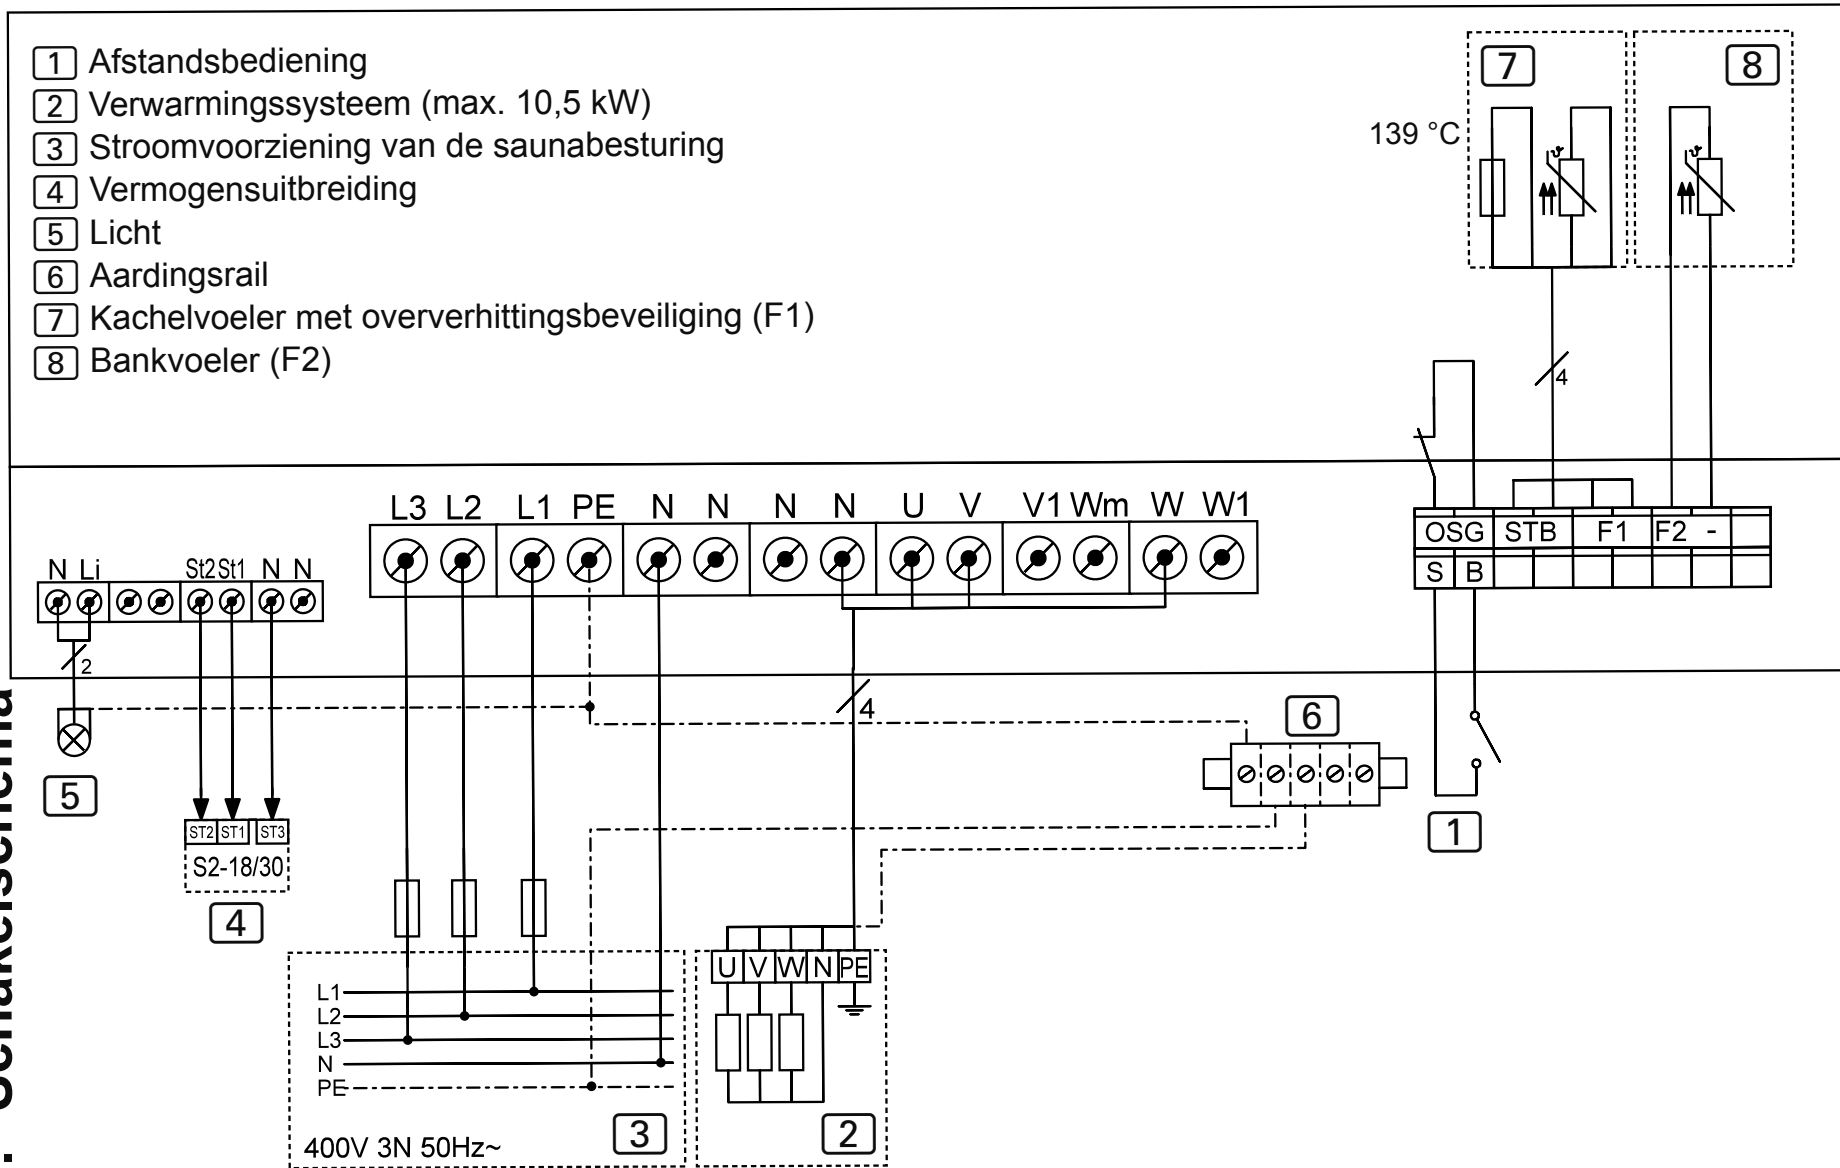 1 Afstandsbediening
2 Verwarmingssysteem (max. 10,5 kW)
3 Stroomvoorziening van de saunabesturing
4 Vermogensuitbreiding
5 Licht
6 Aardingsrail
7 Kachelvoeler met oververhittingsbeveiliging (F1)
8 Bankvoeler (F2)
7
8
139 °C
4
L3 L2 L1 PE N N N N U V V1 Wm W W1
OSG STB F1 F2 -
S B
N Li St2 St1 N N
2
4
6
5
1
ST2 ST1 ST3
S2-18/30
4
U V W N PE
L1
L2
L3
N
PE
400V 3N 50Hz~
3
2